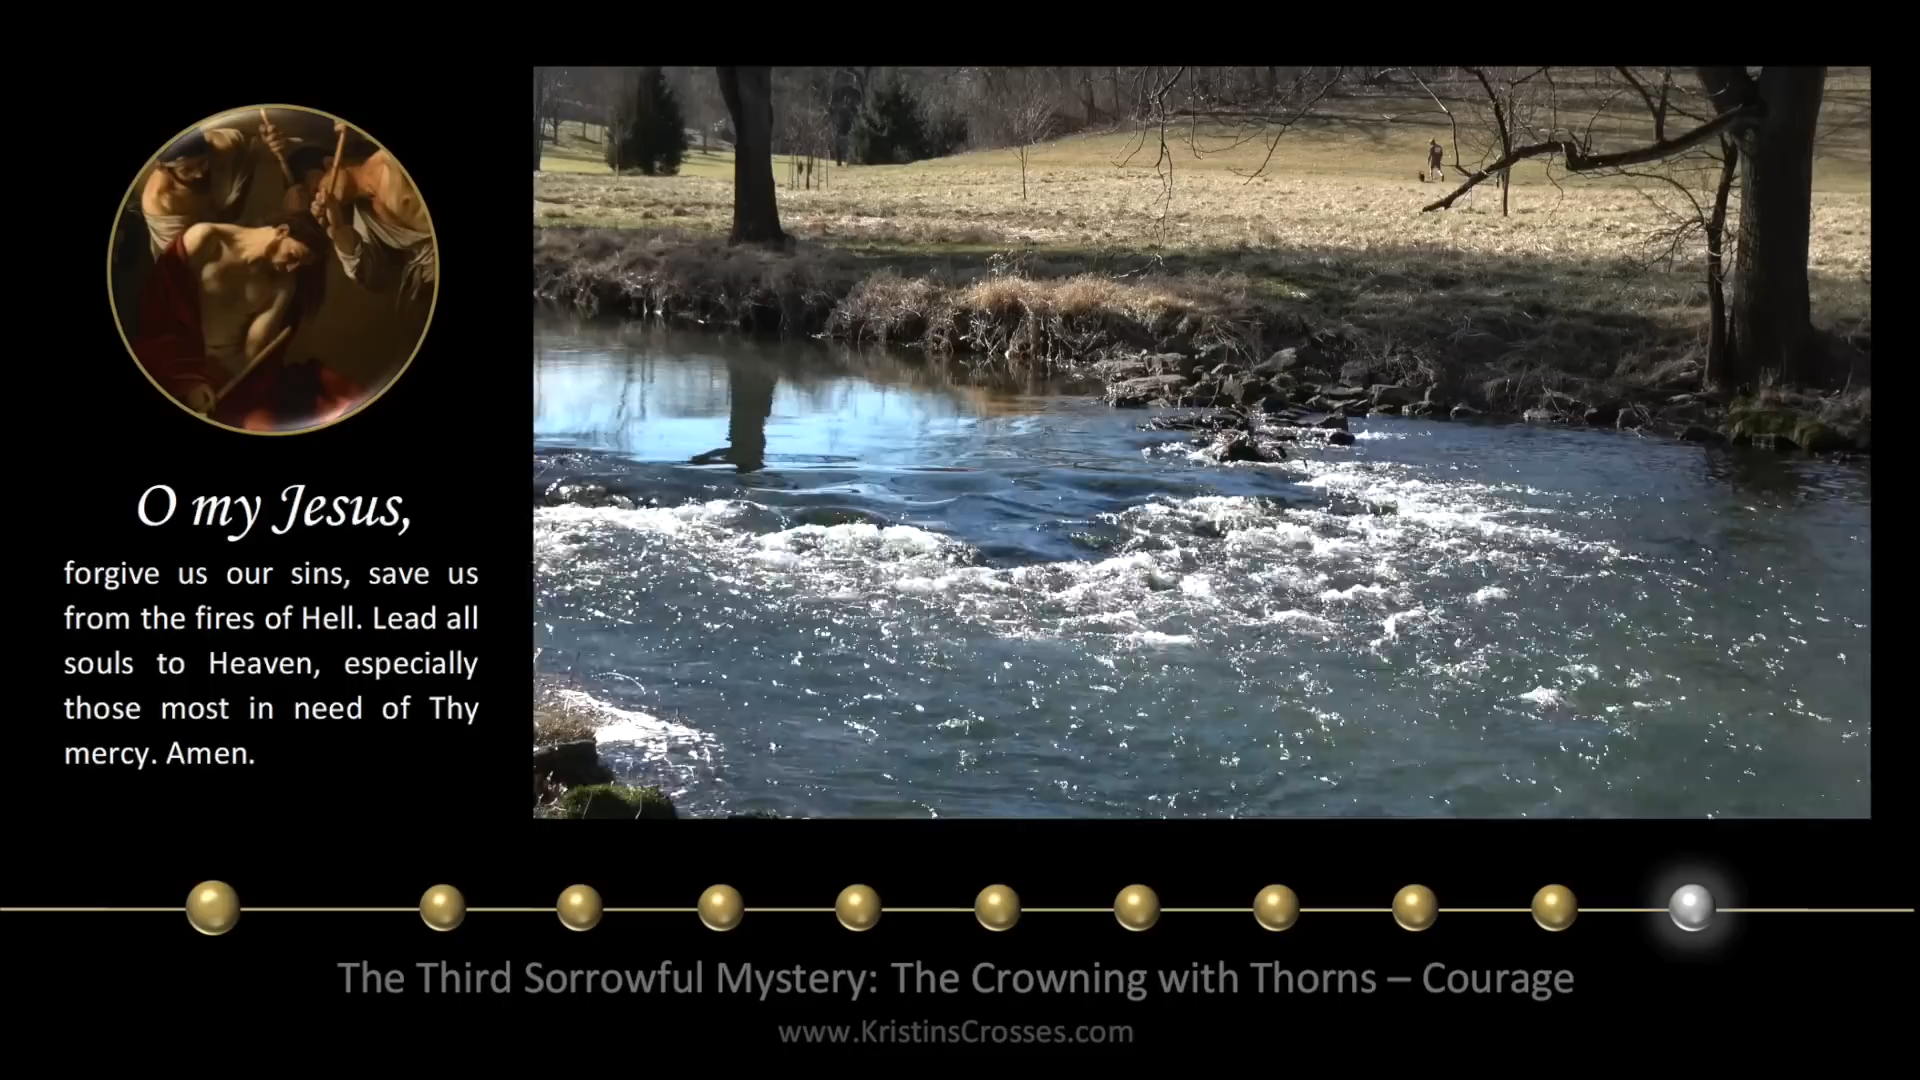 O my Jesus,
forgive us our sins, save us
from the fires of Hell. Lead all
souls to Heaven, especially
those most in need of Thy
mercy. Amen.
The Third Sorrowful Mystery: The Crowning with Thorns – Courage
www.KristinsCrosses.com